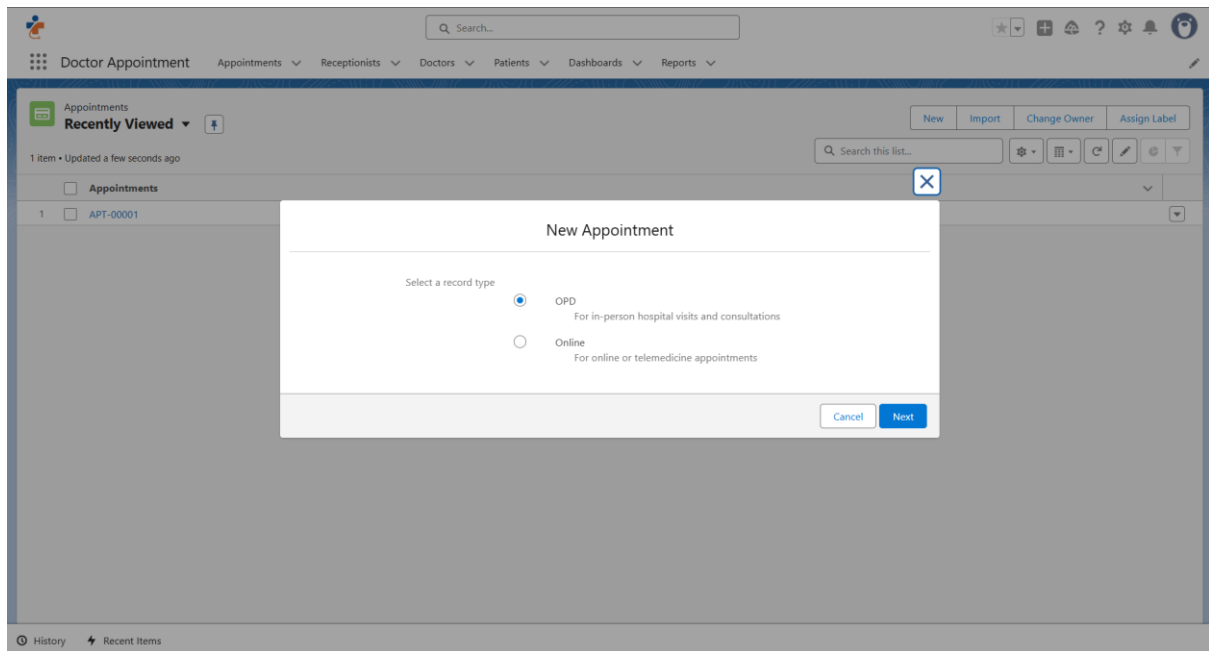 Search...
Doctor Appointment Appointments Receptionists Doctors Patients Dashboards Reports
Appointments
Recently Viewed
New Import Change Owner Assign Label
1 item • Updated a few seconds ago
Search this list...
Appointments
1 APT-00001
New Appointment
Select a record type
OPD
For in-person hospital visits and consultations
Online
For online or telemedicine appointments
Cancel Next
History Recent Items